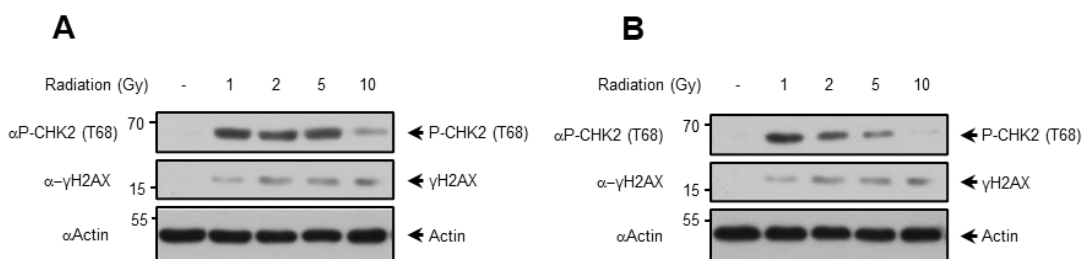 A
Radiation (Gy) - 1 2 5 10
αP-CHK2 (T68) 70 P-CHK2 (T68)
α–γH2AX 15 γH2AX
55
αActin Actin
B
Radiation (Gy) - 1 2 5 10
αP-CHK2 (T68) 70 P-CHK2 (T68)
α–γH2AX 15 γH2AX
55
αActin Actin